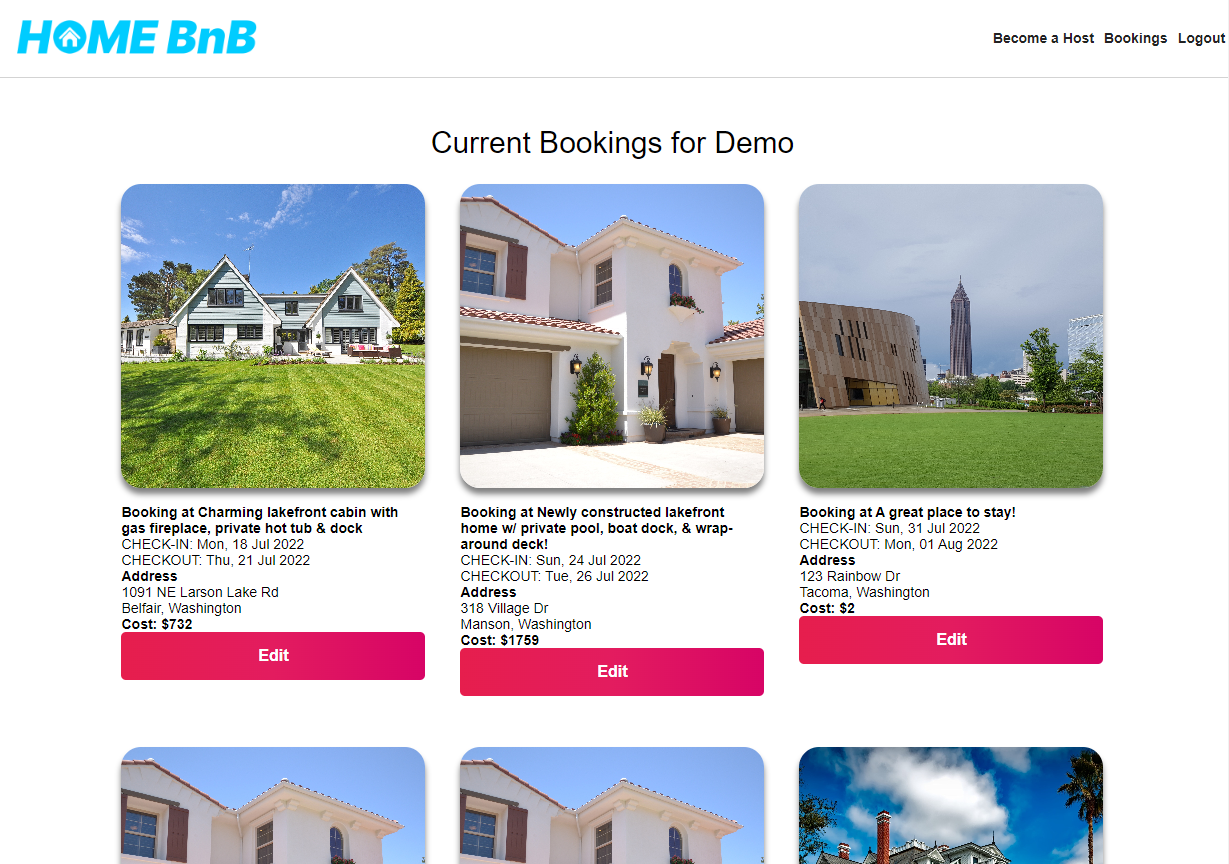 HOME BnB
Become a Host Bookings Logout
Current Bookings for Demo
Booking at Charming lakefront cabin with
gas fireplace, private hot tub & dock
CHECK-IN: Mon, 18 Jul 2022
CHECKOUT: Thu, 21 Jul 2022
Address
1091 NE Larson Lake Rd
Belfair, Washington
Cost: $732
Edit
Booking at Newly constructed lakefront
home w/ private pool, boat dock, & wrap-
around deck!
CHECK-IN: Sun, 24 Jul 2022
CHECKOUT: Tue, 26 Jul 2022
Address
318 Village Dr
Manson, Washington
Cost: $1759
Edit
Booking at A great place to stay!
CHECK-IN: Sun, 31 Jul 2022
CHECKOUT: Mon, 01 Aug 2022
Address
123 Rainbow Dr
Tacoma, Washington
Cost: $2
Edit